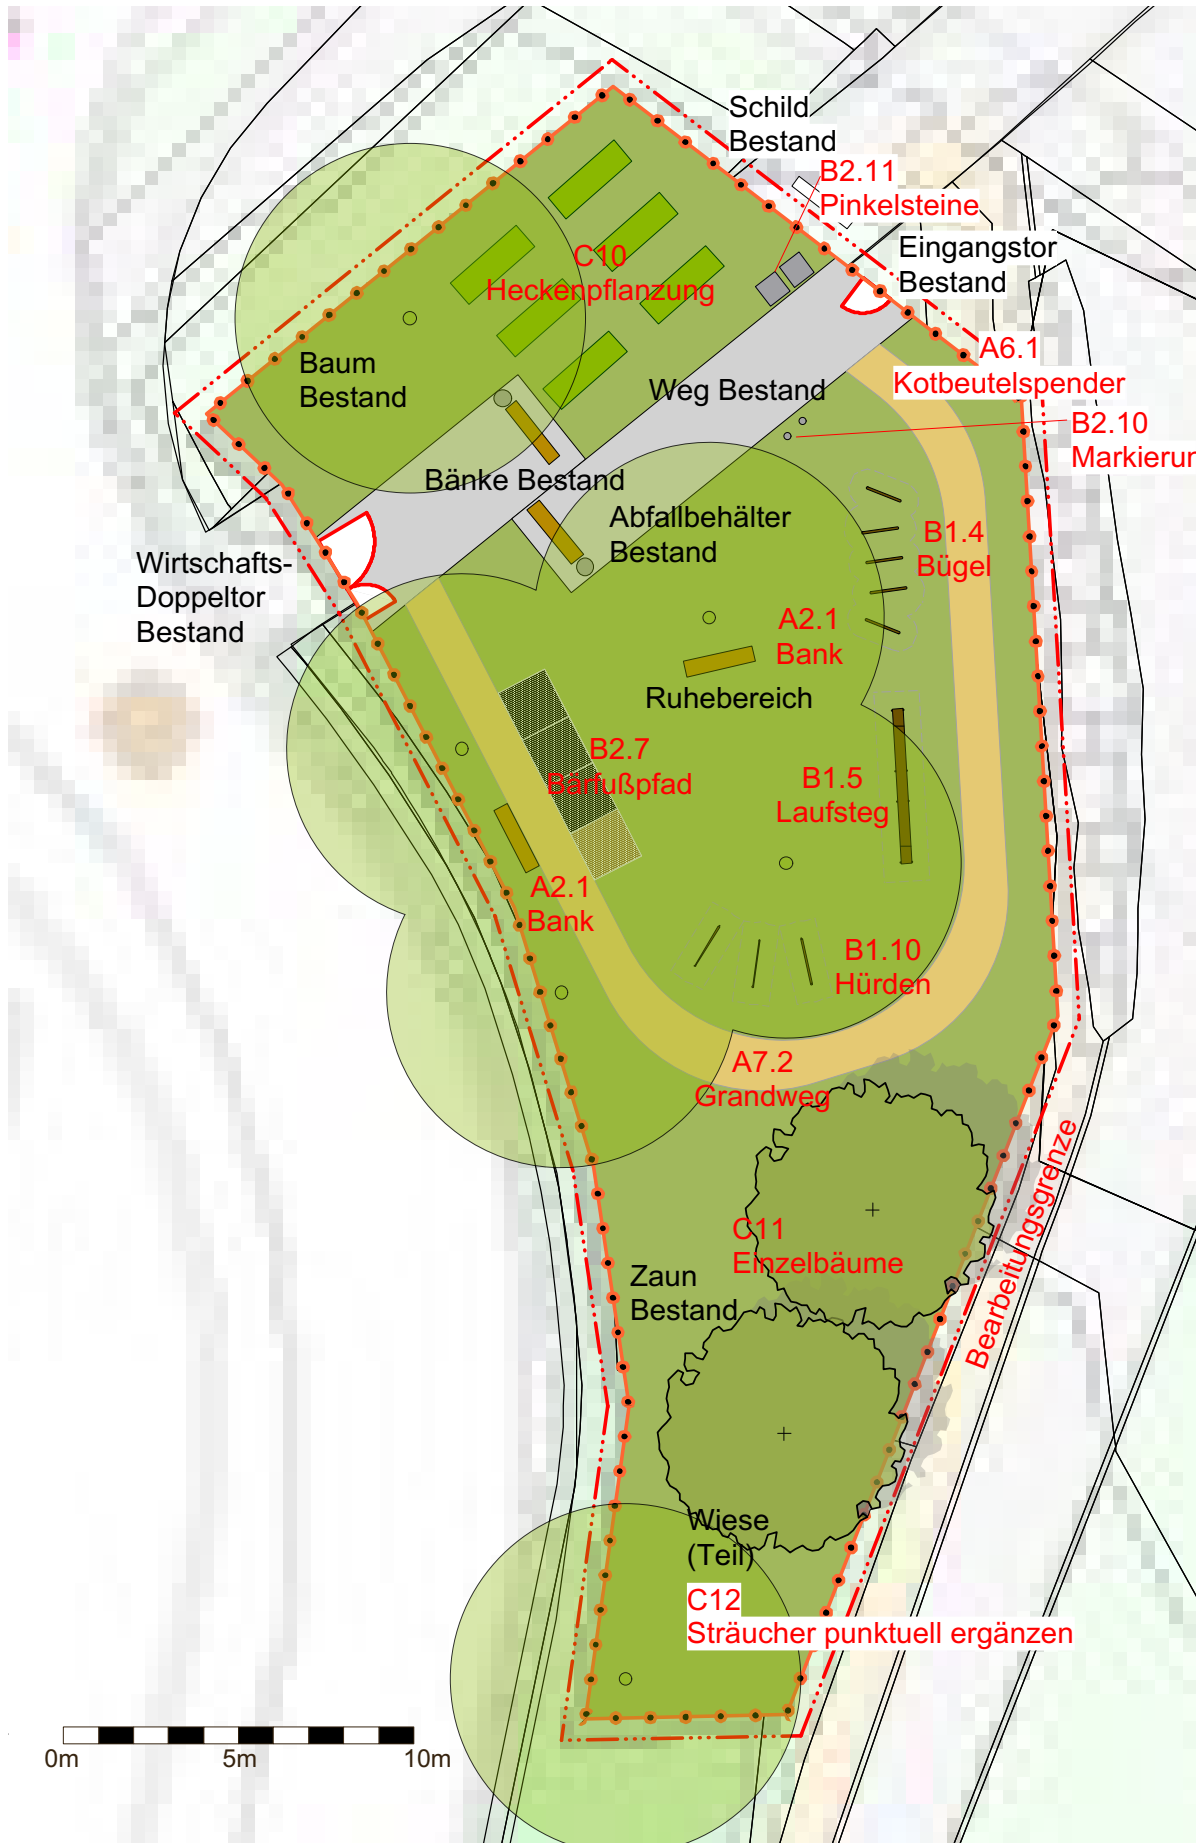 Schild
Bestand
B2.11
Pinkelsteine
Eingangstor
Bestand
C10
Heckenpflanzung
A6.1
Kotbeutelspender
Baum
Bestand
Weg Bestand
B2.10
Markierun
Bänke Bestand
Abfallbehälter
Bestand
B1.4
Bügel
Wirtschafts-
Doppeltor
Bestand
A2.1
Bank
Ruhebereich
B2.7
Barfußpfad
B1.5
Laufsteg
A2.1
Bank
B1.10
Hürden
A7.2
Grandweg
Bearbeitungsgrenze
C11
Einzelbäume
Zaun
Bestand
Wiese
(Teil)
C12
Sträucher punktuell ergänzen
0m 5m 10m